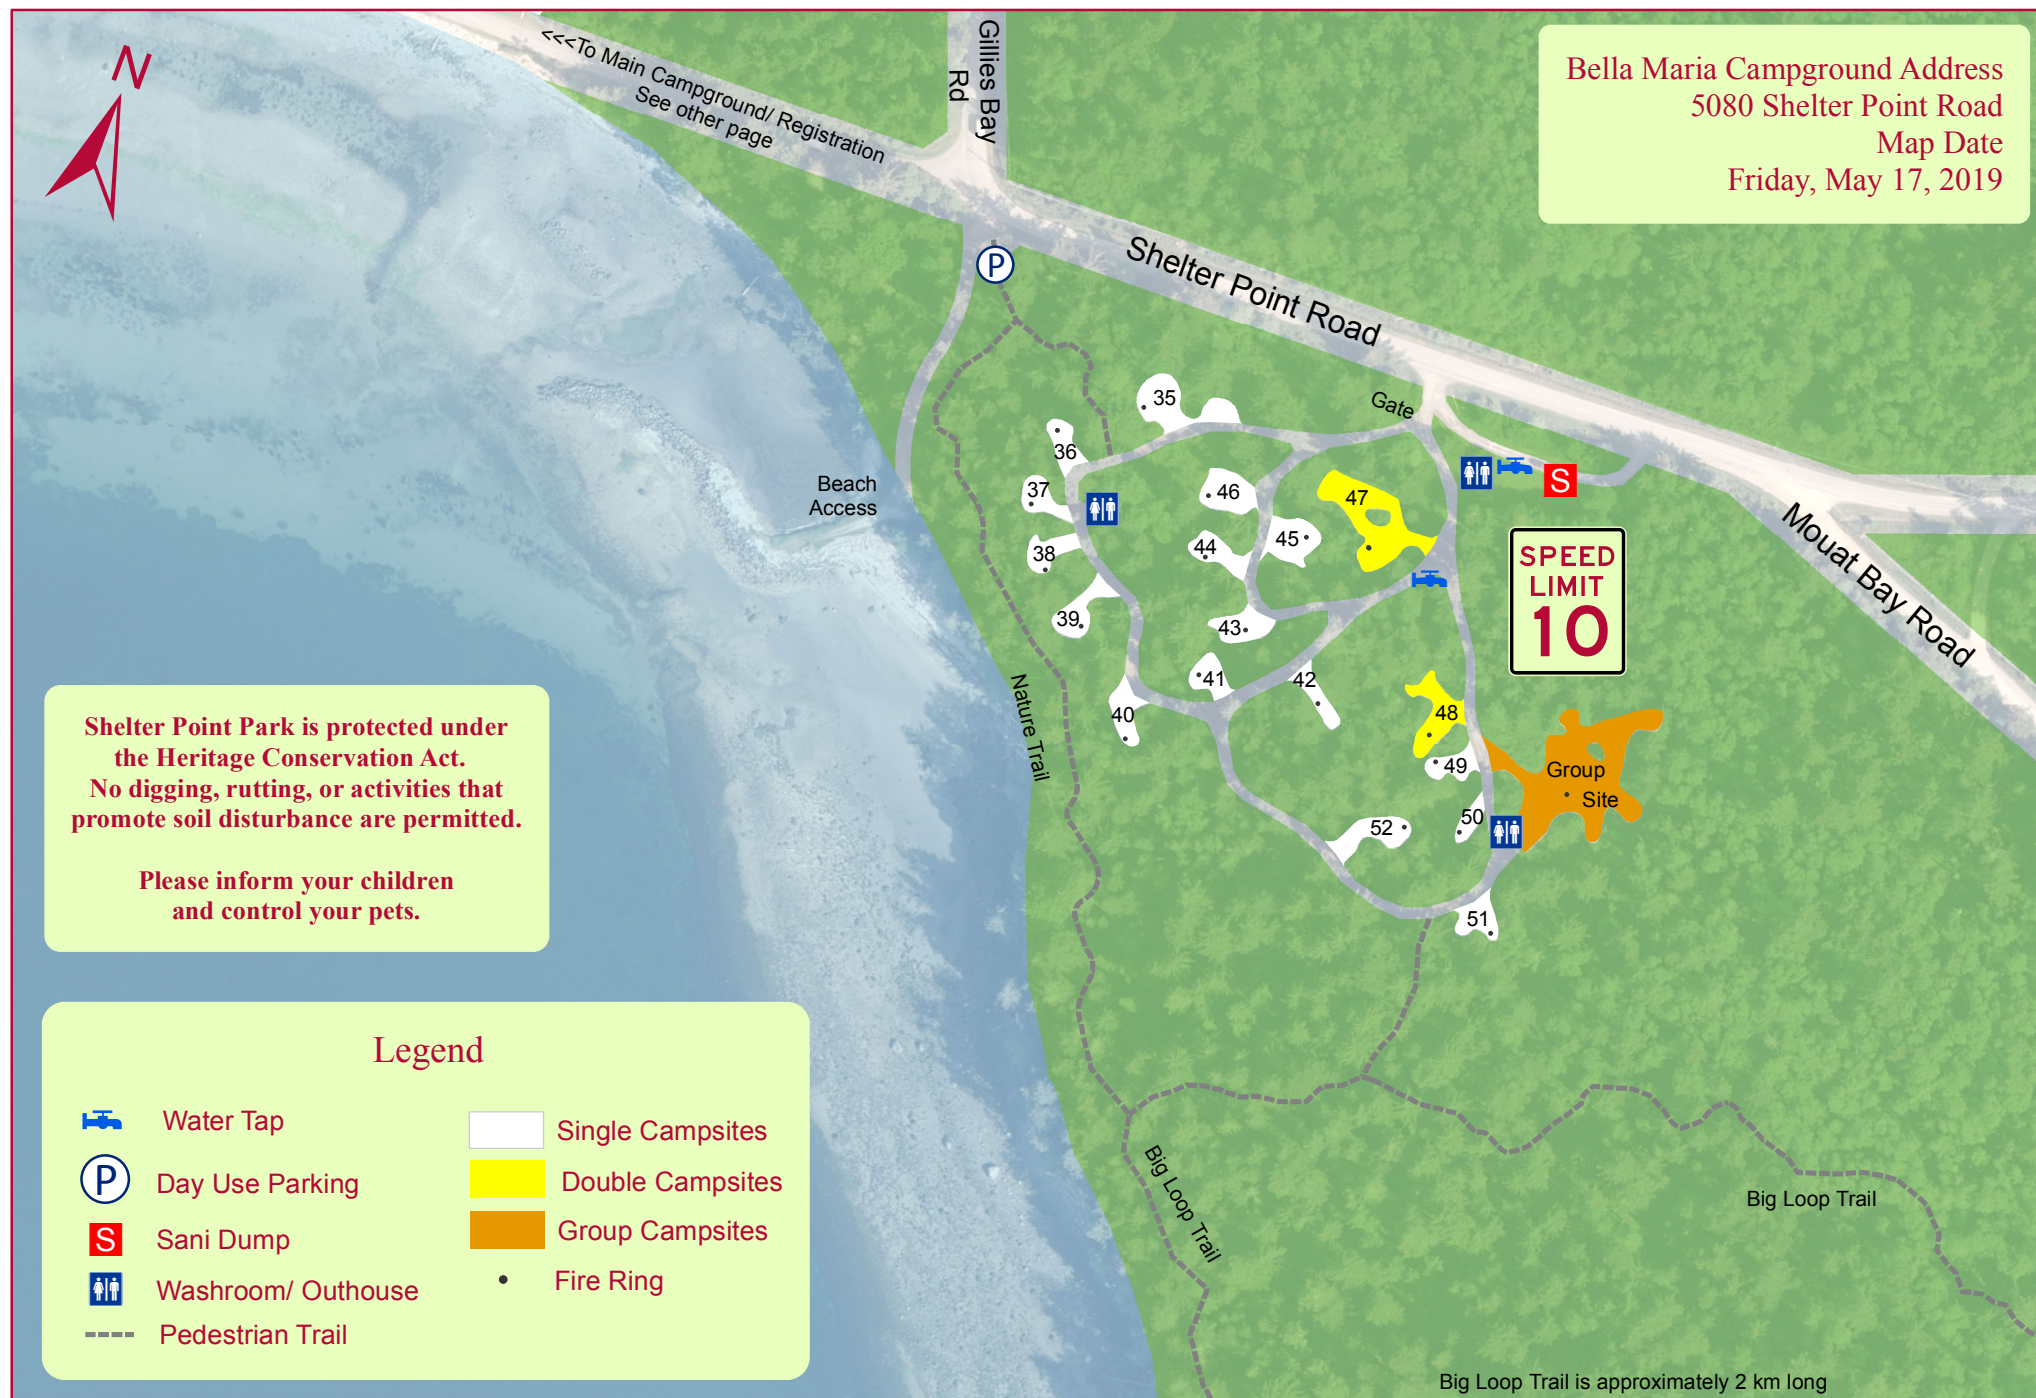 N
<<<To Main Campground/ Registration
See other page
Gillies Bay
Rd
Bella Maria Campground Address
5080 Shelter Point Road
Map Date
Friday, May 17, 2019
P
Shelter Point Road
Gate
35
36
37
38
39
40
41
42
43
44
45
46
47
48
49
50
51
52
S
Beach
Access
SPEED
LIMIT
10
Mouat Bay Road
Nature Trail
Group
Site
Shelter Point Park is protected under
the Heritage Conservation Act.
No digging, rutting, or activities that
promote soil disturbance are permitted.
Please inform your children
and control your pets.
Legend
Water Tap
P Day Use Parking
S Sani Dump
Washroom/ Outhouse
Pedestrian Trail
Single Campsites
Double Campsites
Group Campsites
Fire Ring
Big Loop Trail
Big Loop Trail
Big Loop Trail is approximately 2 km long